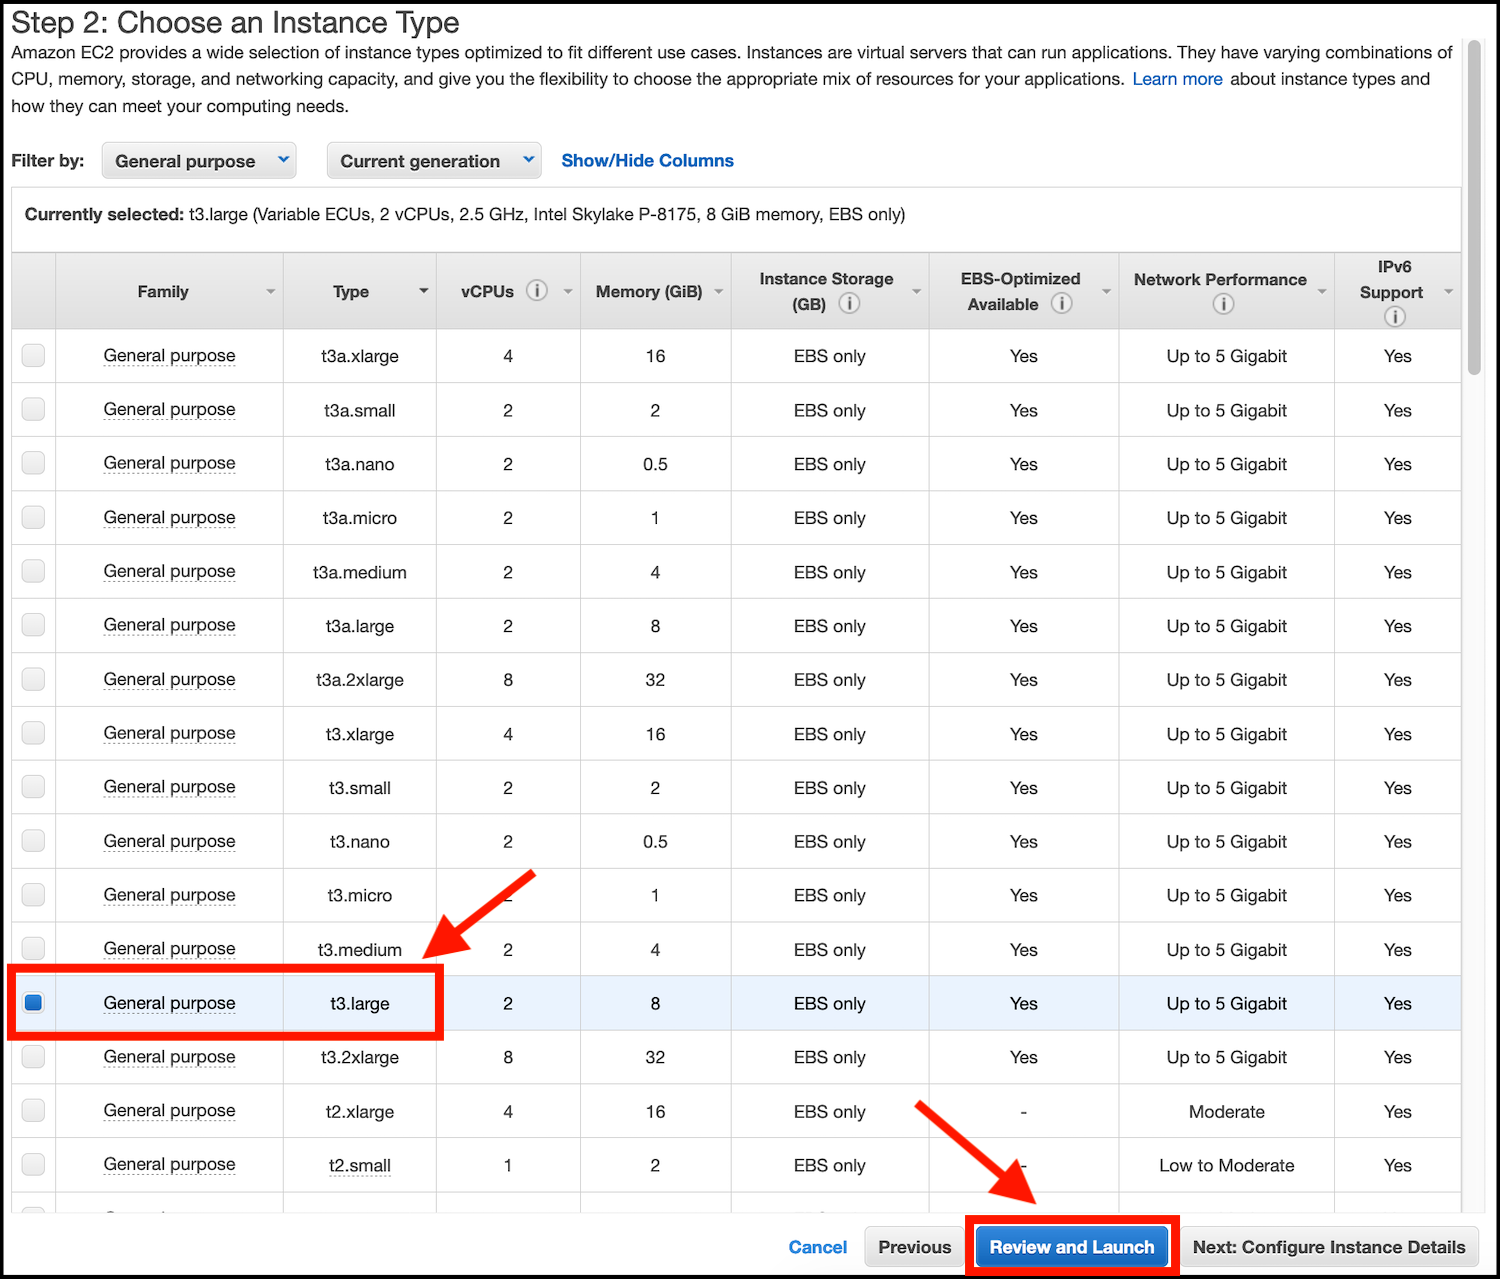 Step 2: Choose an Instance Type
Amazon EC2 provides a wide selection of instance types optimized to fit different use cases. Instances are virtual servers that can run applications. They have varying combinations of
CPU, memory, storage, and networking capacity, and give you the flexibility to choose the appropriate mix of resources for your applications. Learn more about instance types and
how they can meet your computing needs.
Filter by: General purpose Current generation Show/Hide Columns
Currently selected: t3.large (Variable ECUs, 2 vCPUs, 2.5 GHz, Intel Skylake P-8175, 8 GiB memory, EBS only)
Family Type vCPUs Memory (GiB) Instance Storage (GB) EBS-Optimized Available Network Performance IPv6 Support
General purpose t3a.xlarge 4 16 EBS only Yes Up to 5 Gigabit Yes
General purpose t3a.small 2 2 EBS only Yes Up to 5 Gigabit Yes
General purpose t3a.nano 2 0.5 EBS only Yes Up to 5 Gigabit Yes
General purpose t3a.micro 2 1 EBS only Yes Up to 5 Gigabit Yes
General purpose t3a.medium 2 4 EBS only Yes Up to 5 Gigabit Yes
General purpose t3a.large 2 8 EBS only Yes Up to 5 Gigabit Yes
General purpose t3a.2xlarge 8 32 EBS only Yes Up to 5 Gigabit Yes
General purpose t3.xlarge 4 16 EBS only Yes Up to 5 Gigabit Yes
General purpose t3.small 2 2 EBS only Yes Up to 5 Gigabit Yes
General purpose t3.nano 2 0.5 EBS only Yes Up to 5 Gigabit Yes
General purpose t3.micro 1 EBS only Yes Up to 5 Gigabit Yes
General purpose t3.medium 2 4 EBS only Yes Up to 5 Gigabit Yes
General purpose t3.large 2 8 EBS only Yes Up to 5 Gigabit Yes
General purpose t3.2xlarge 8 32 EBS only Yes Up to 5 Gigabit Yes
General purpose t2.xlarge 4 16 EBS only - Moderate Yes
General purpose t2.small 1 2 EBS only - Low to Moderate Yes
Cancel Previous Review and Launch Next: Configure Instance Details